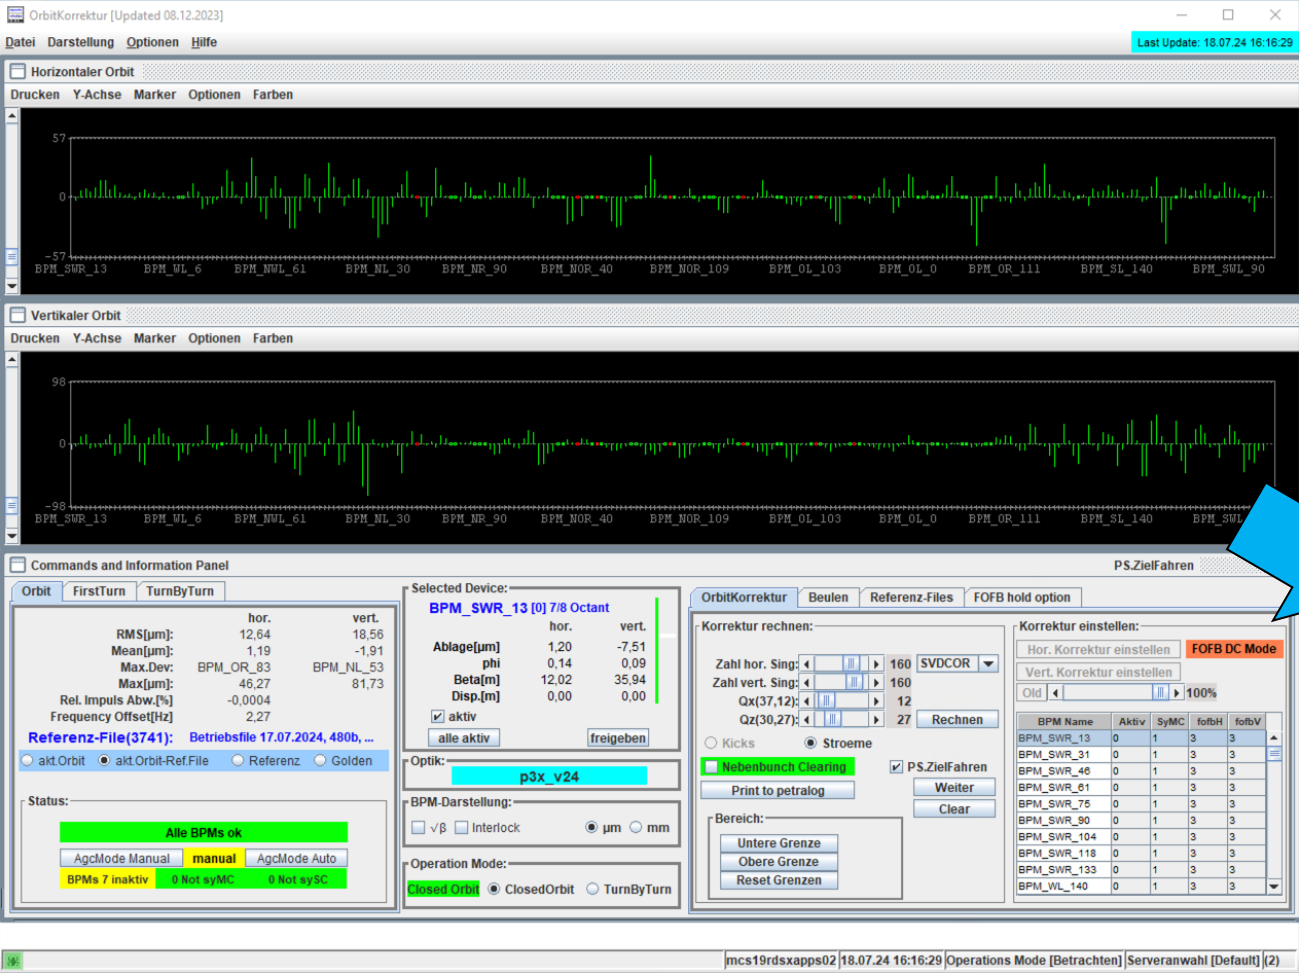 OrbitKorrektur [Updated 08.12.2023]
Datei Darstellung Optionen Hilfe
Last Update: 18.07.24 16:16:29
Horizontaler Orbit
Drucken Y-Achse Marker Optionen Farben
57
0
-57
BPM_SWR_13 BPM_WL_6 BPM_NWL_61 BPM_NL_30 BPM_NR_90 BPM_NOR_40 BPM_NOR_109 BPM_OL_103 BPM_OL_0 BPM_OR_111 BPM_SL_140 BPM_SWL_90
Vertikaler Orbit
Drucken Y-Achse Marker Optionen Farben
98
0
-98
BPM_SWR_13 BPM_WL_6 BPM_NWL_61 BPM_NL_30 BPM_NR_90 BPM_NOR_40 BPM_NOR_109 BPM_OL_103 BPM_OL_0 BPM_OR_111 BPM_SL_140 BPM_SWL
Commands and Information Panel
PS.ZielFahren
Orbit FirstTurn TurnByTurn
hor. vert.
RMS[µm]: 12,64 18,56
Mean[µm]: 1,19 -1,91
Max.Dev: BPM_OR_83 BPM_NL_53
Max[µm]: 46,27 81,73
Rel. Impuls Abw.[%] -0,0004
Frequency Offset[Hz] 2,27
Referenz-File(3741): Betriebsfile 17.07.2024, 480b, ...
akt.Orbit akt.Orbit-Ref.File Referenz Golden
Status:
Alle BPMs ok
AgcMode Manual manual AgcMode Auto
BPMs 7 inaktiv 0 Not syMC 0 Not sySC
Selected Device:
BPM_SWR_13 [0] 7/8 Octant
hor. vert.
Ablage[µm] 1,20 -7,51
phi 0,14 0,09
Beta[m] 12,02 35,94
Disp.[m] 0,00 0,00
aktiv
alle aktiv freigeben
Optik:
p3x_v24
BPM-Darstellung:
√β Interlock µm mm
Operation Mode:
Closed Orbit ClosedOrbit TurnByTurn
OrbitKorrektur Beulen Referenz-Files FOFB hold option
Korrektur rechnen:
Zahl hor. Sing: 160 SVDCOR
Zahl vert. Sing: 160
Qx(37,12): 12
Qz(30,27): 27 Rechnen
Kicks Stroeme
Nebenbunch Clearing PS.ZielFahren
Print to petralog Weiter
Clear
Bereich:
Untere Grenze
Obere Grenze
Reset Grenzen
Korrektur einstellen:
Hor. Korrektur einstellen FOFB DC Mode
Vert. Korrektur einstellen
Old 100%
BPM Name Aktiv SyMC fofbH fofbV
BPM_SWR_13 0 1 3 3
BPM_SWR_31 0 1 3 3
BPM_SWR_46 0 1 3 3
BPM_SWR_61 0 1 3 3
BPM_SWR_75 0 1 3 3
BPM_SWR_90 0 1 3 3
BPM_SWR_104 0 1 3 3
BPM_SWR_118 0 1 3 3
BPM_SWR_133 0 1 3 3
BPM_WL_140 0 1 3 3
mcs19rdsxapps02 18.07.24 16:16:29 Operations Mode [Betrachten] Serveranwahl [Default] (2)